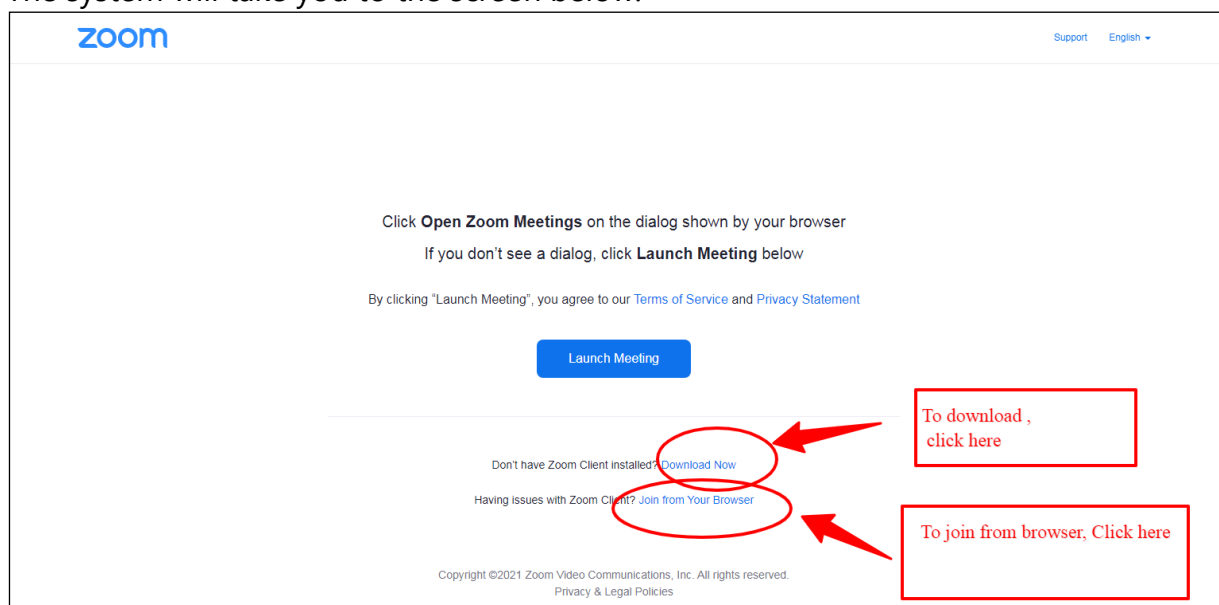 The system will take you to the screen below.
zoom
Support English
Click Open Zoom Meetings on the dialog shown by your browser
If you don't see a dialog, click Launch Meeting below
By clicking "Launch Meeting", you agree to our Terms of Service and Privacy Statement
Launch Meeting
To download ,
click here
Don't have Zoom Client installed? Download Now
Having issues with Zoom Client? Join from Your Browser
To join from browser, Click here
Copyright ©2021 Zoom Video Communications, Inc. All rights reserved.
Privacy & Legal Policies